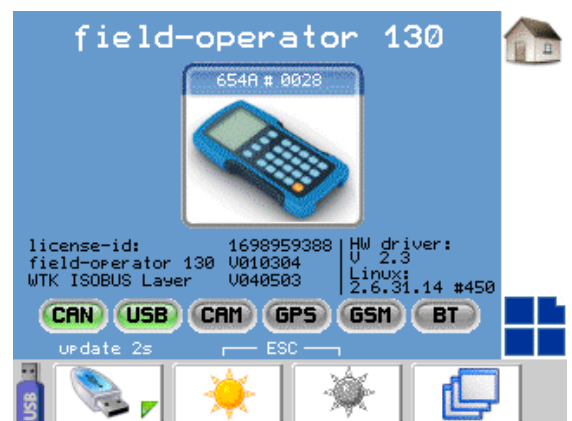 field-operator 130
654A # 0028
license-id: 1698959388
field-operator 130 V010304
WTK ISOBUS Layer V040503
HW driver:
V 2.3
Linux:
2.6.31.14 #450
CAN USB CAM GPS GSM BT
update 2s ESC
USB